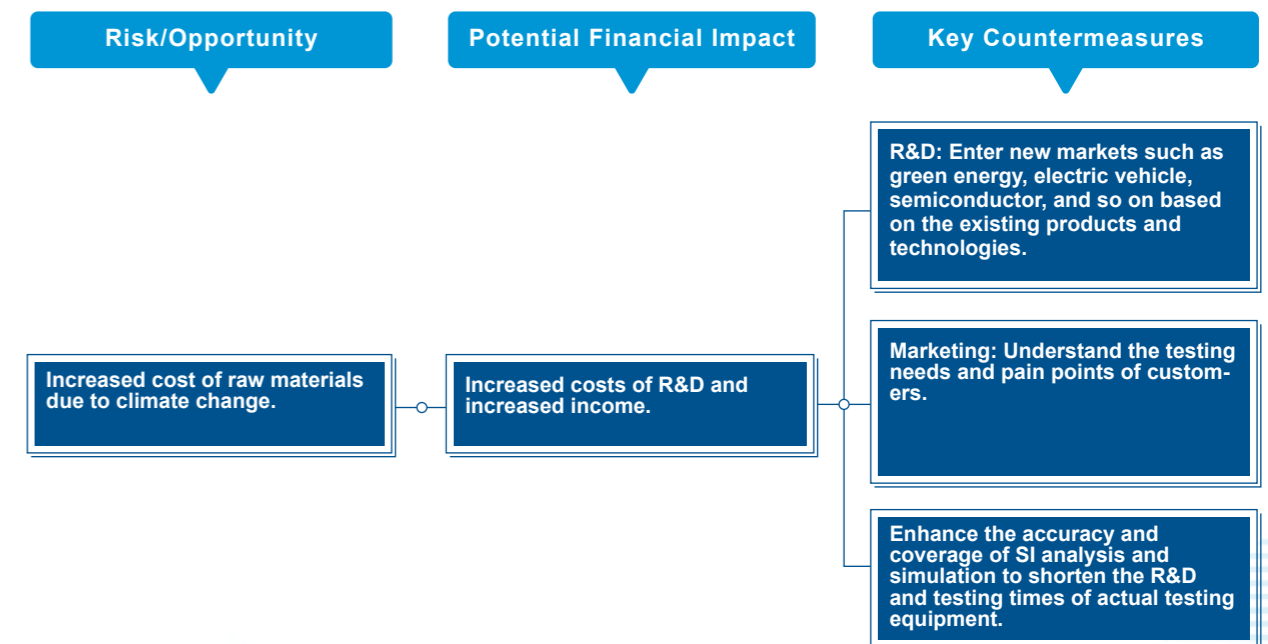 Risk/Opportunity
Potential Financial Impact
Key Countermeasures
Increased cost of raw materials
due to climate change.
Increased costs of R&D and
increased income.
R&D: Enter new markets such as
green energy, electric vehicle,
semiconductor, and so on based
on the existing products and
technologies.
Marketing: Understand the testing
needs and pain points of custom-
ers.
Enhance the accuracy and
coverage of SI analysis and
simulation to shorten the R&D
and testing times of actual testing
equipment.